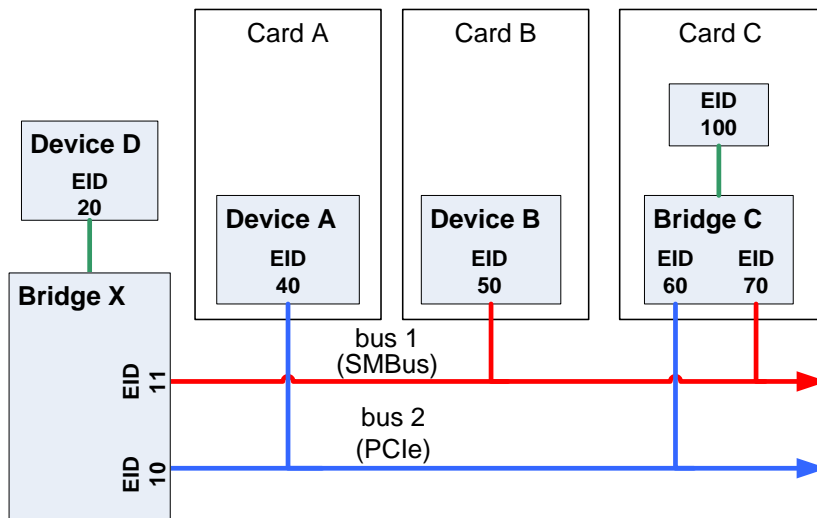 Card A
Card B
Card C
EID
100
Device D
EID
20
Device A
EID
40
Device B
EID
50
Bridge C
EID
60
EID
70
Bridge X
bus 1
(SMBus)
EID
11
bus 2
(PCIe)
EID
10